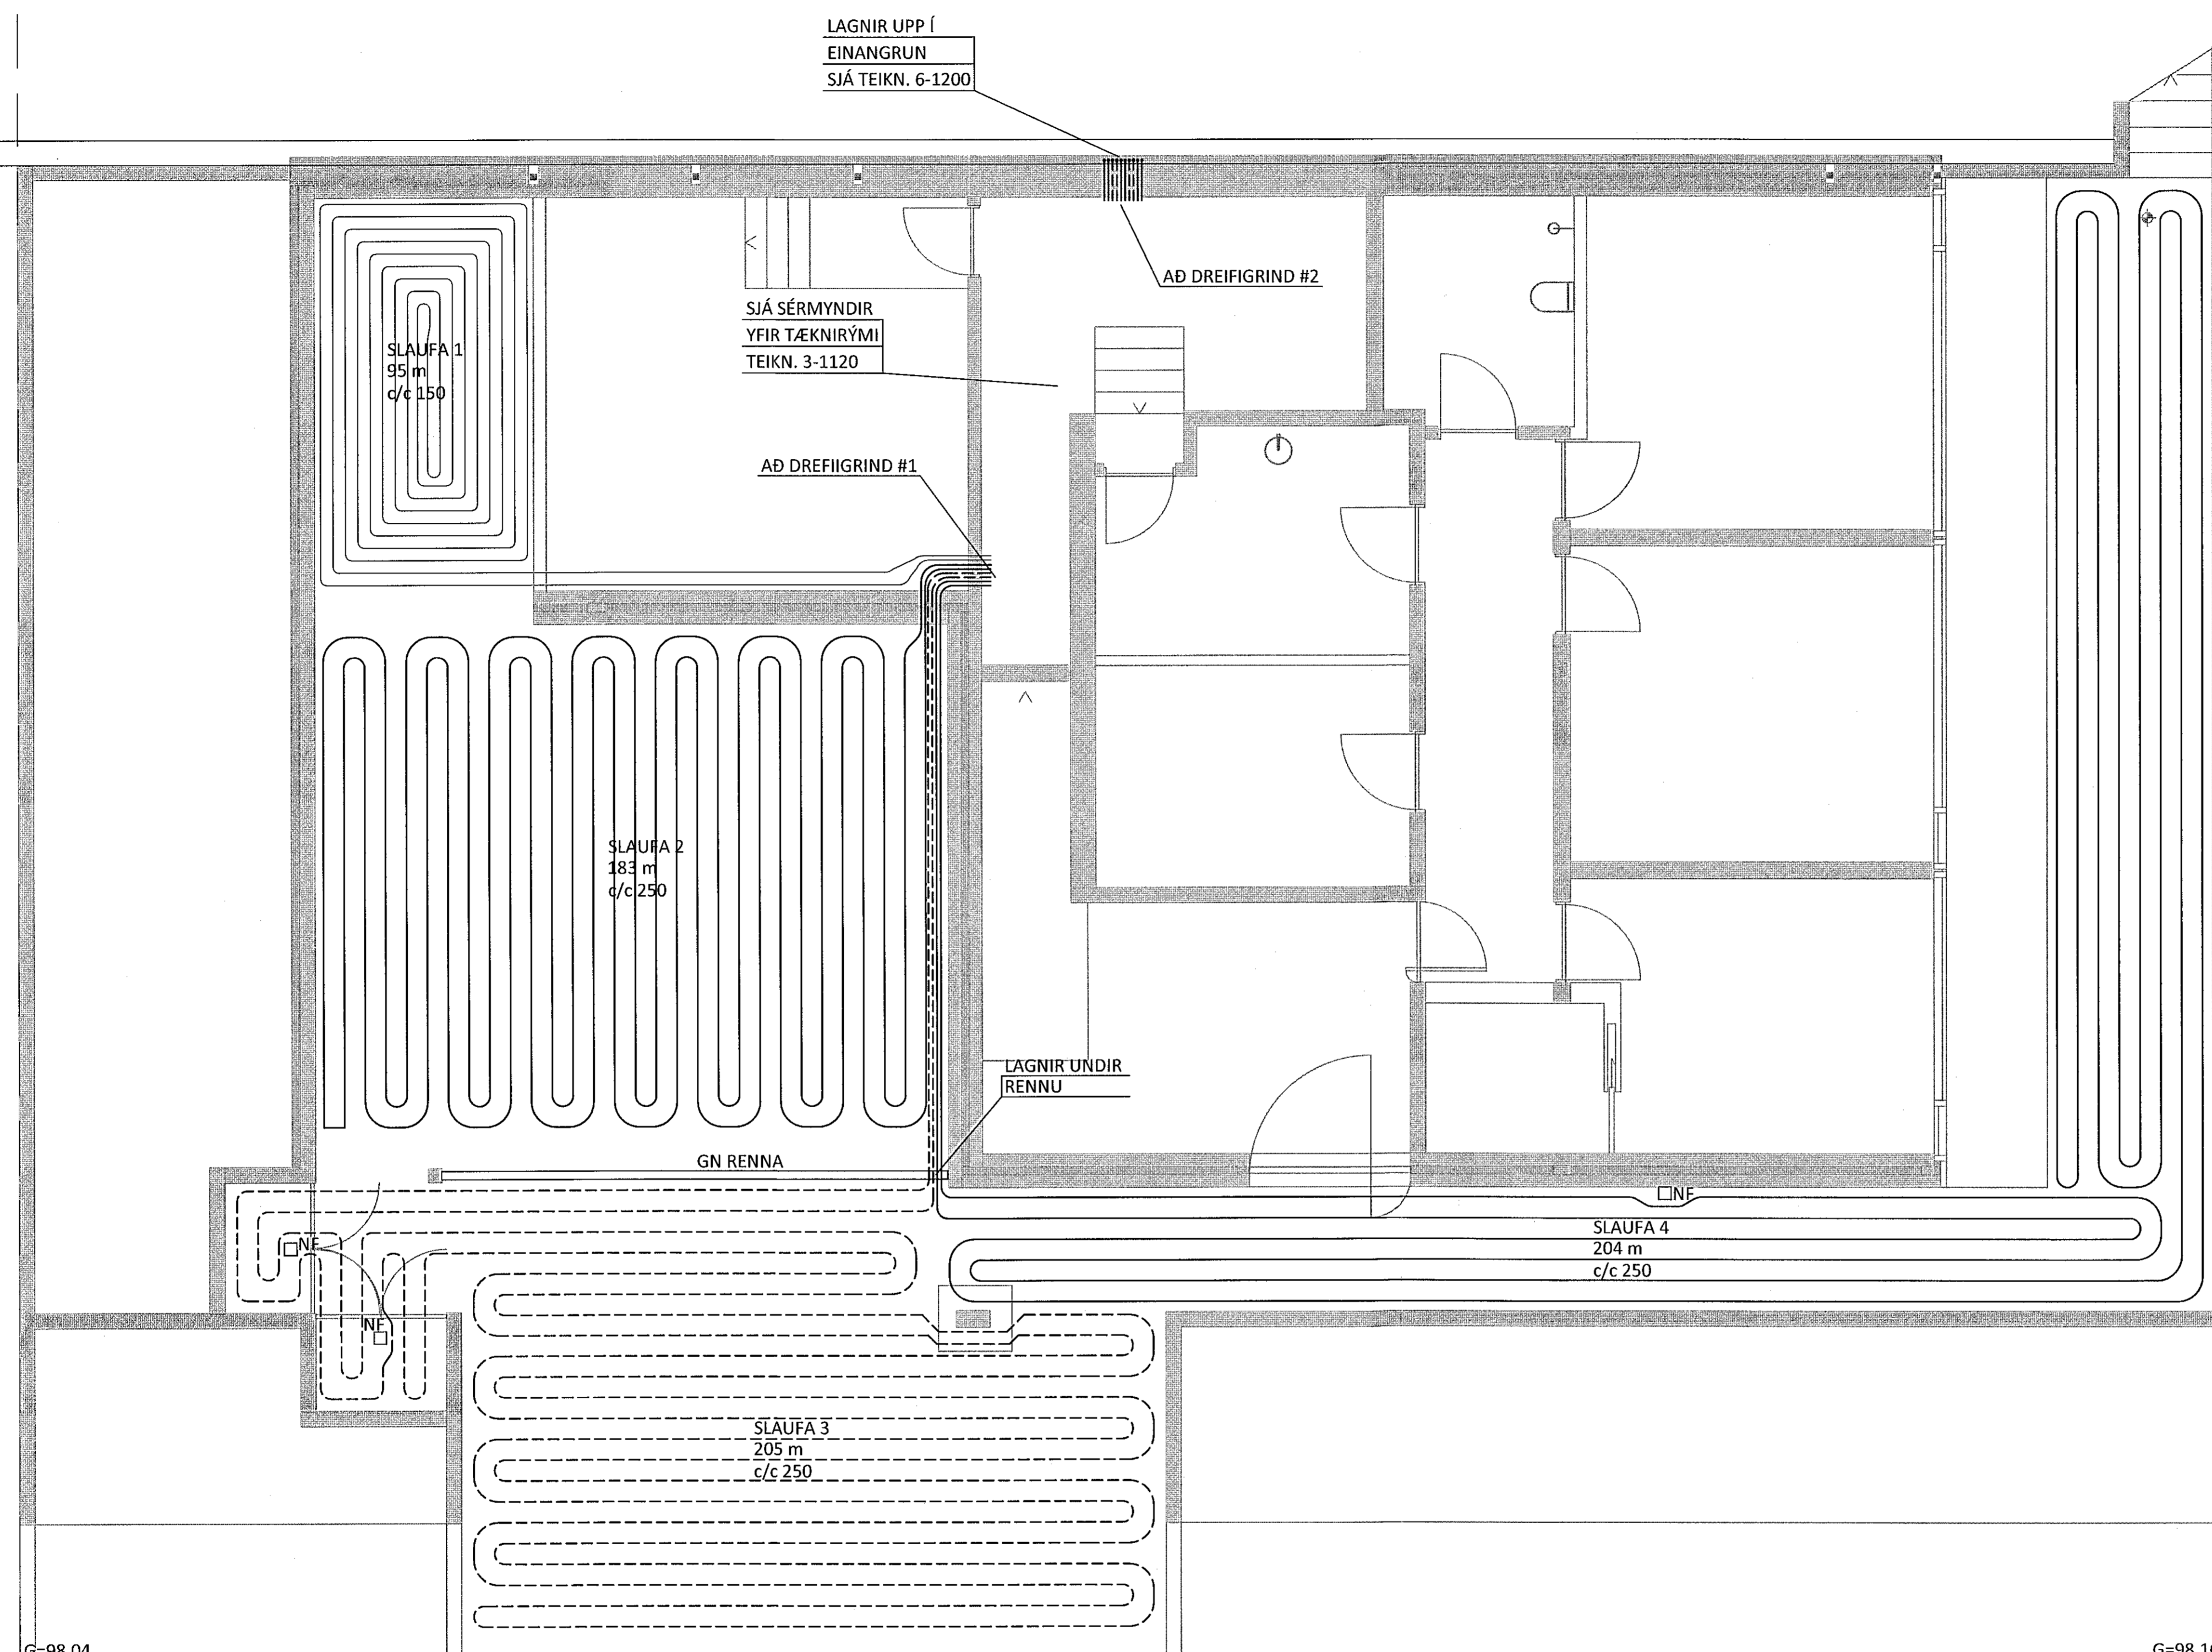 LAGNIR UPP Í
EINANGRUN
SJÁ TEIKN. 6-1200
AÐ DREIFIGRIND #2
SJÁ SÉRMYNDIR
YFIR TÆKNIRÝMI
TEIKN. 3-1120
SLAUFA 1
95 m
c/c 150
AÐ DREFIIGRIND #1
SLAUFA 2
183 m
c/c 250
LAGNIR UNDIR
RENNU
GN RENNA
NF
SLAUFA 4
204 m
c/c 250
NF
NF
SLAUFA 3
205 m
c/c 250
G=98.04